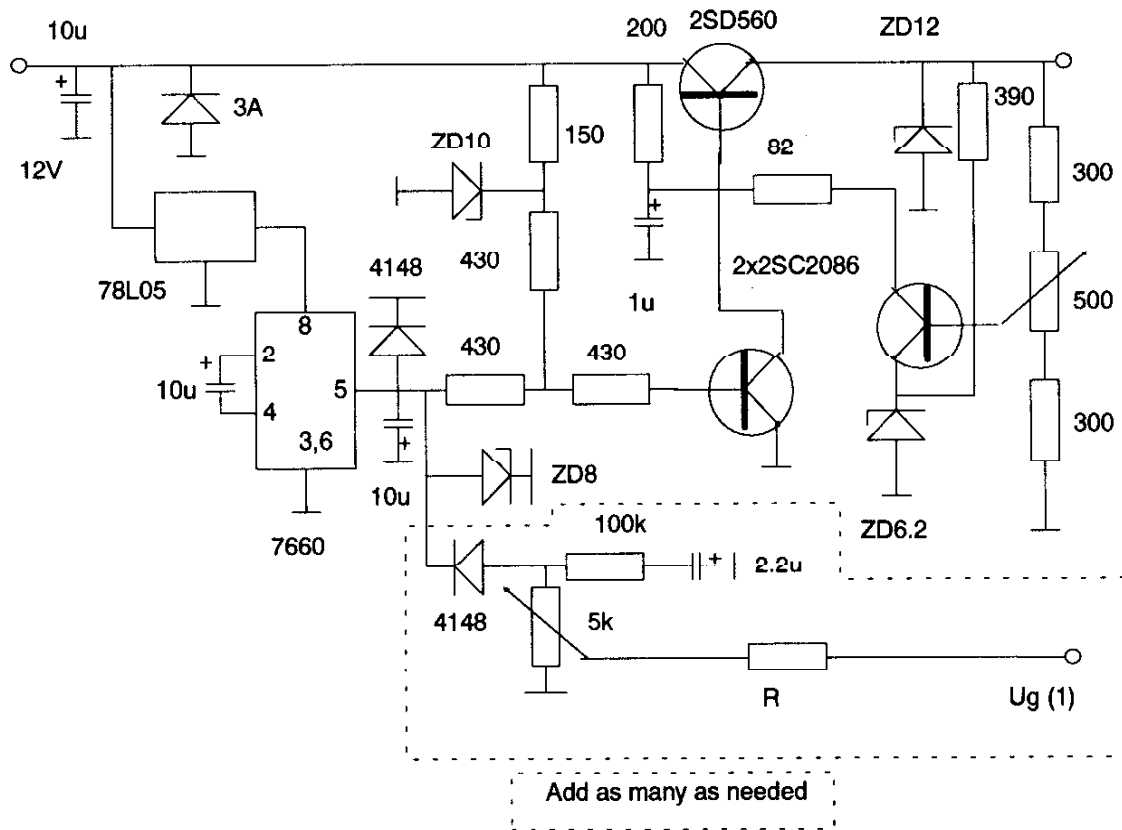 10u
200
2SD560
ZD12
+
3A
ZD10
150
82
390
12V
300
+
78L05
4148
430
1u
2x2SC2086
500
8
2
+
10u
4
5
430
430
3,6
+
300
10u
ZD8
7660
100k
ZD6.2
+
2.2u
4148
5k
R
Ug (1)
Add as many as needed